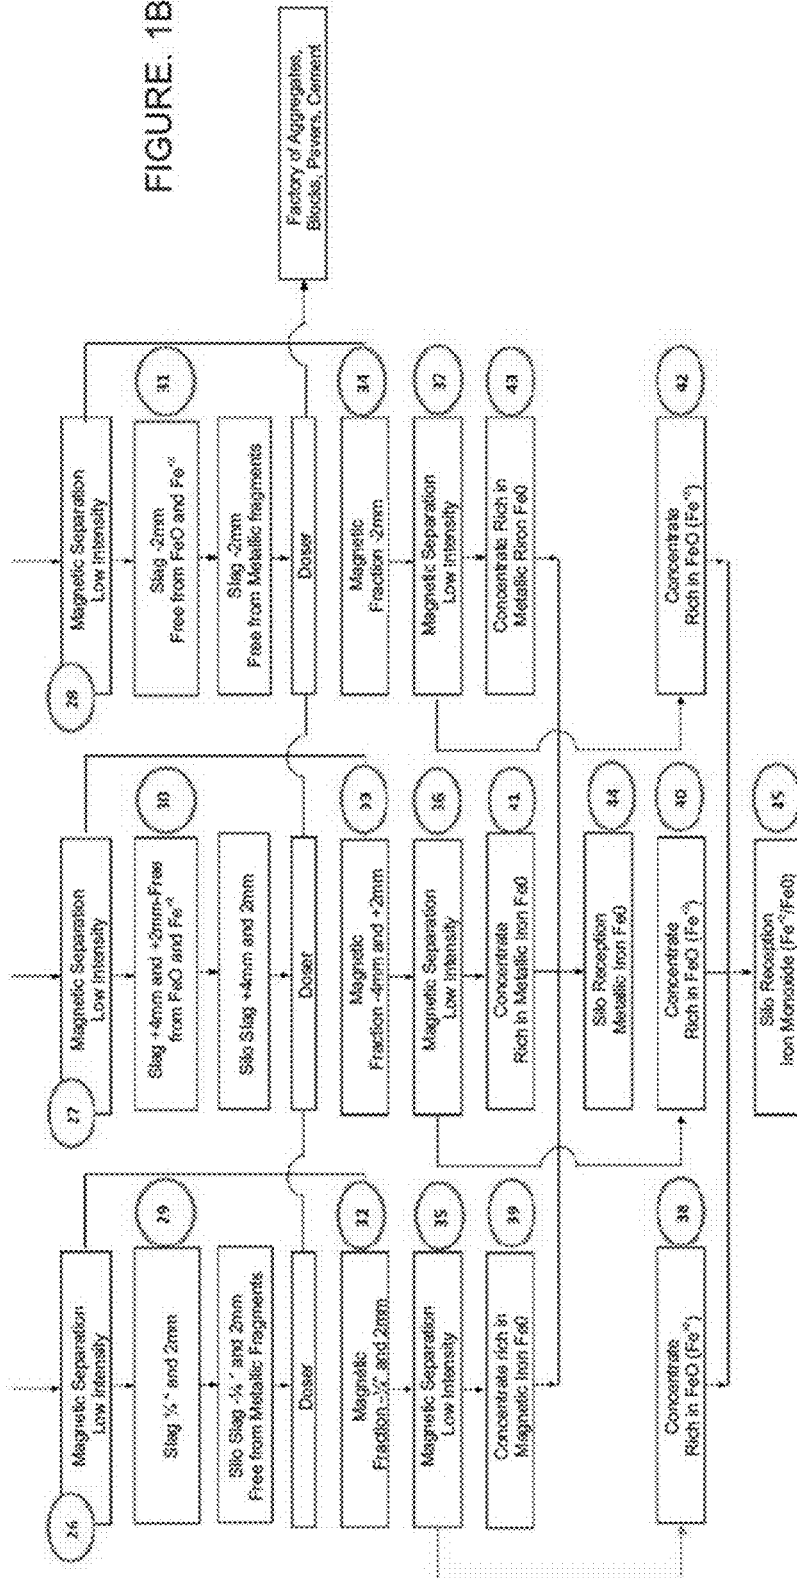 FIGURE. 1B
26
Magnetic Separation
Low Intensity
29
Slag ¼ " and 2mm
Silo Slag -¼ " and 2mm
Free from Metallic Fragments
Doser
32
Magnetic
Fraction -½" and 2mm
35
Magnetic Separation
Low Intensity
39
Concentrate rich in
Magnatic Iron Fe0
38
Concentrate
Rich in FeO (Fe⁺²)
27
Magnetic Separation
Low Intensity
30
Slag +4mm and +2mm-Free
from FeO and Fe⁺²
Silo Slag +4mm and 2mm
Doser
33
Magnetic
Fraction -4mm and +2mm
36
Magnetic Separation
Low Intensity
41
Concentrate
Rich in Metallic Iron Fe0
44
Silo Reception
Metallic Iron Fe0
40
Concentrate
Rich in FeO (Fe⁺²)
45
Silo Reception
Iron Monoxide (Fe⁺²/Fe0)
28
Magnetic Separation
Low Intensity
31
Slag -2mm
Free from FeO and Fe⁺²
Slag -2mm
Free from Metallic fragments
Doser
34
Magnetic
Fraction -2mm
37
Magnetic Separation
Low Intensity
43
Concentrate Rich in
Metallic Riron Fe0
42
Concentrate
Rich in FeO (Fe⁺²)
Factory of Aggregates,
Blocks, Pavers, Cement